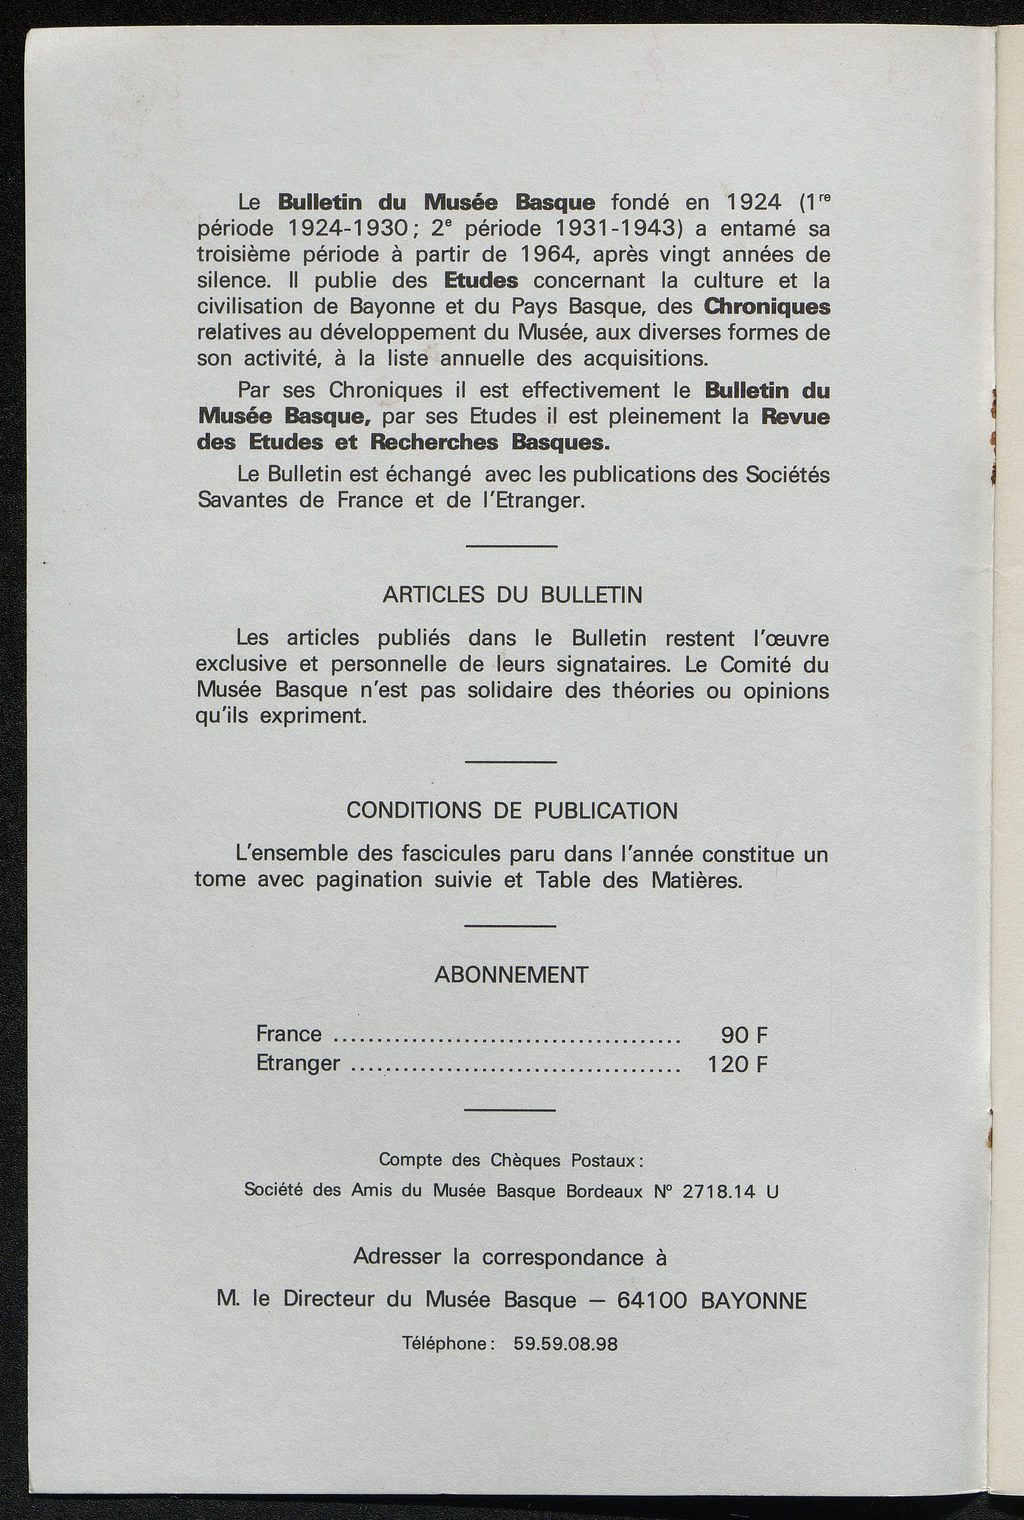 Le Bulletin du Musée Basque fondé en 1924 (1re
période 1924-1930; 2e période 1931-1943) a entamé sa
troisième période à partir de 1964, après vingt années de
silence. Il publie des Etudes concernant la culture et la
civilisation de Bayonne et du Pays Basque, des Chroniques
relatives au développement du Musée, aux diverses formes de
son activité, à la liste annuelle des acquisitions.
Par ses Chroniques il est effectivement le Bulletin du
Musée Basque, par ses Etudes il est pleinement la Revue
des Etudes et Recherches Basques.
Le Bulletin est échangé avec les publications des Sociétés
Savantes de France et de l'Etranger.
ARTICLES DU BULLETIN
Les articles publiés dans le Bulletin restent l'œuvre
exclusive et personnelle de leurs signataires. Le Comité du
Musée Basque n'est pas solidaire des théories ou opinions
qu'ils expriment.
CONDITIONS DE PUBLICATION
L'ensemble des fascicules paru dans l'année constitue un
tome avec pagination suivie et Table des Matières.
ABONNEMENT
France ........................................ 90 F
Etranger ...................................... 120 F
Compte des Chèques Postaux:
Société des Amis du Musée Basque Bordeaux Nº 2718.14 U
Adresser la correspondance à
M. le Directeur du Musée Basque — 64100 BAYONNE
Téléphone: 59.59.08.98